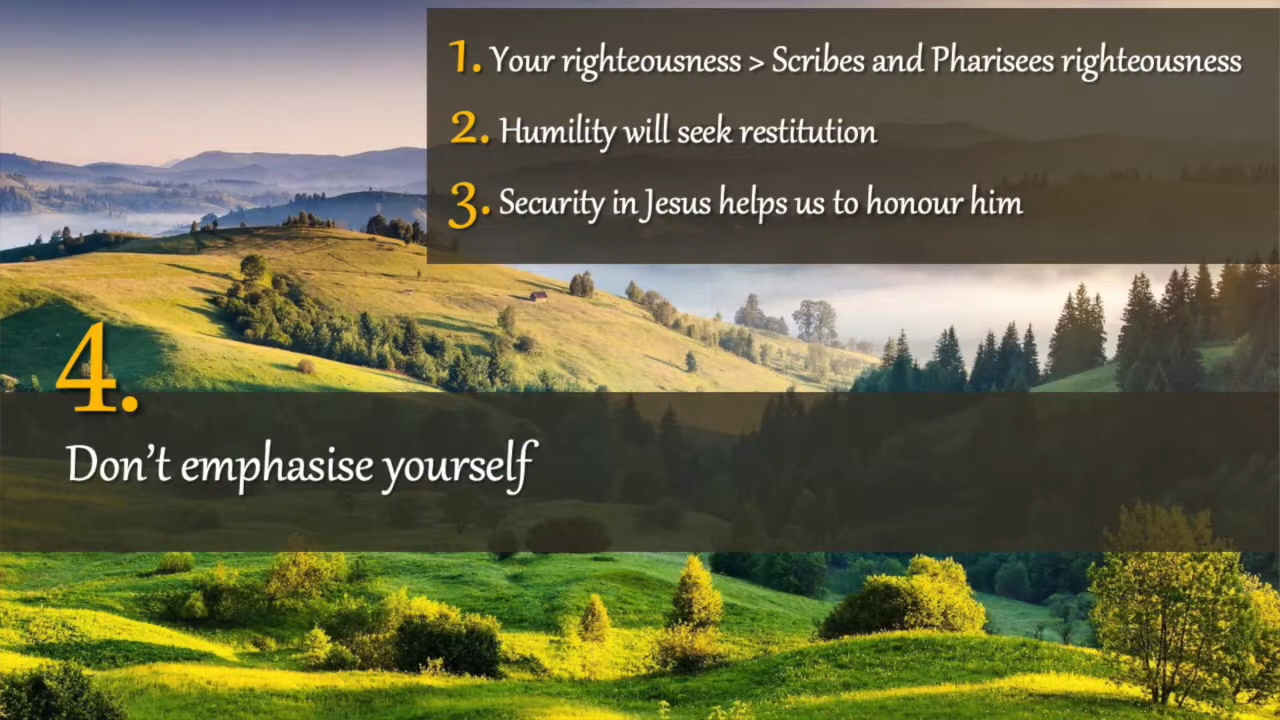 1. Your righteousness > Scribes and Pharisees righteousness
2. Humility will seek restitution
3. Security in Jesus helps us to honour him
4.
Don't emphasise yourself